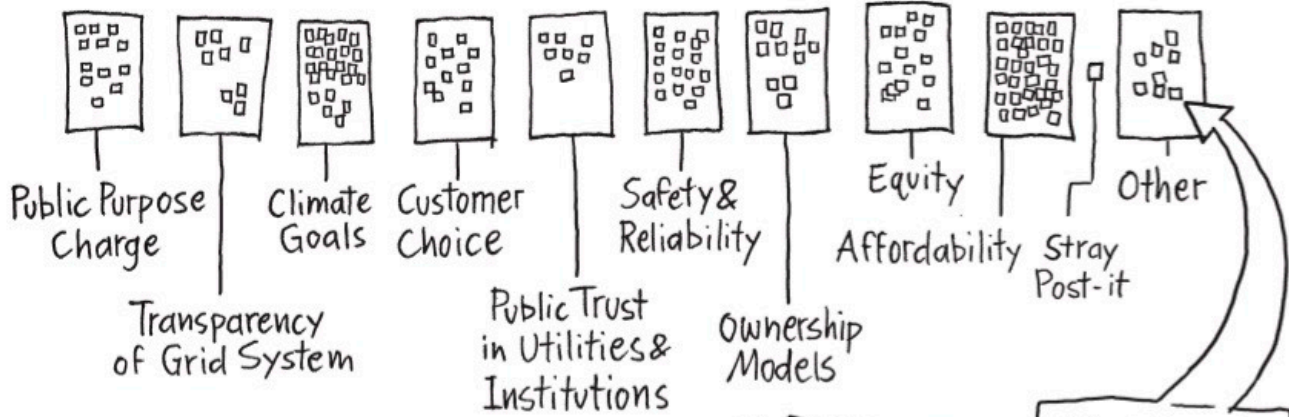 Public Purpose
Charge
Transparency
of Grid System
Climate
Goals
Customer
Choice
Public Trust
in Utilities &
Institutions
Safety &
Reliability
Ownership
Models
Equity
Affordability
Stray
Post-it
Other